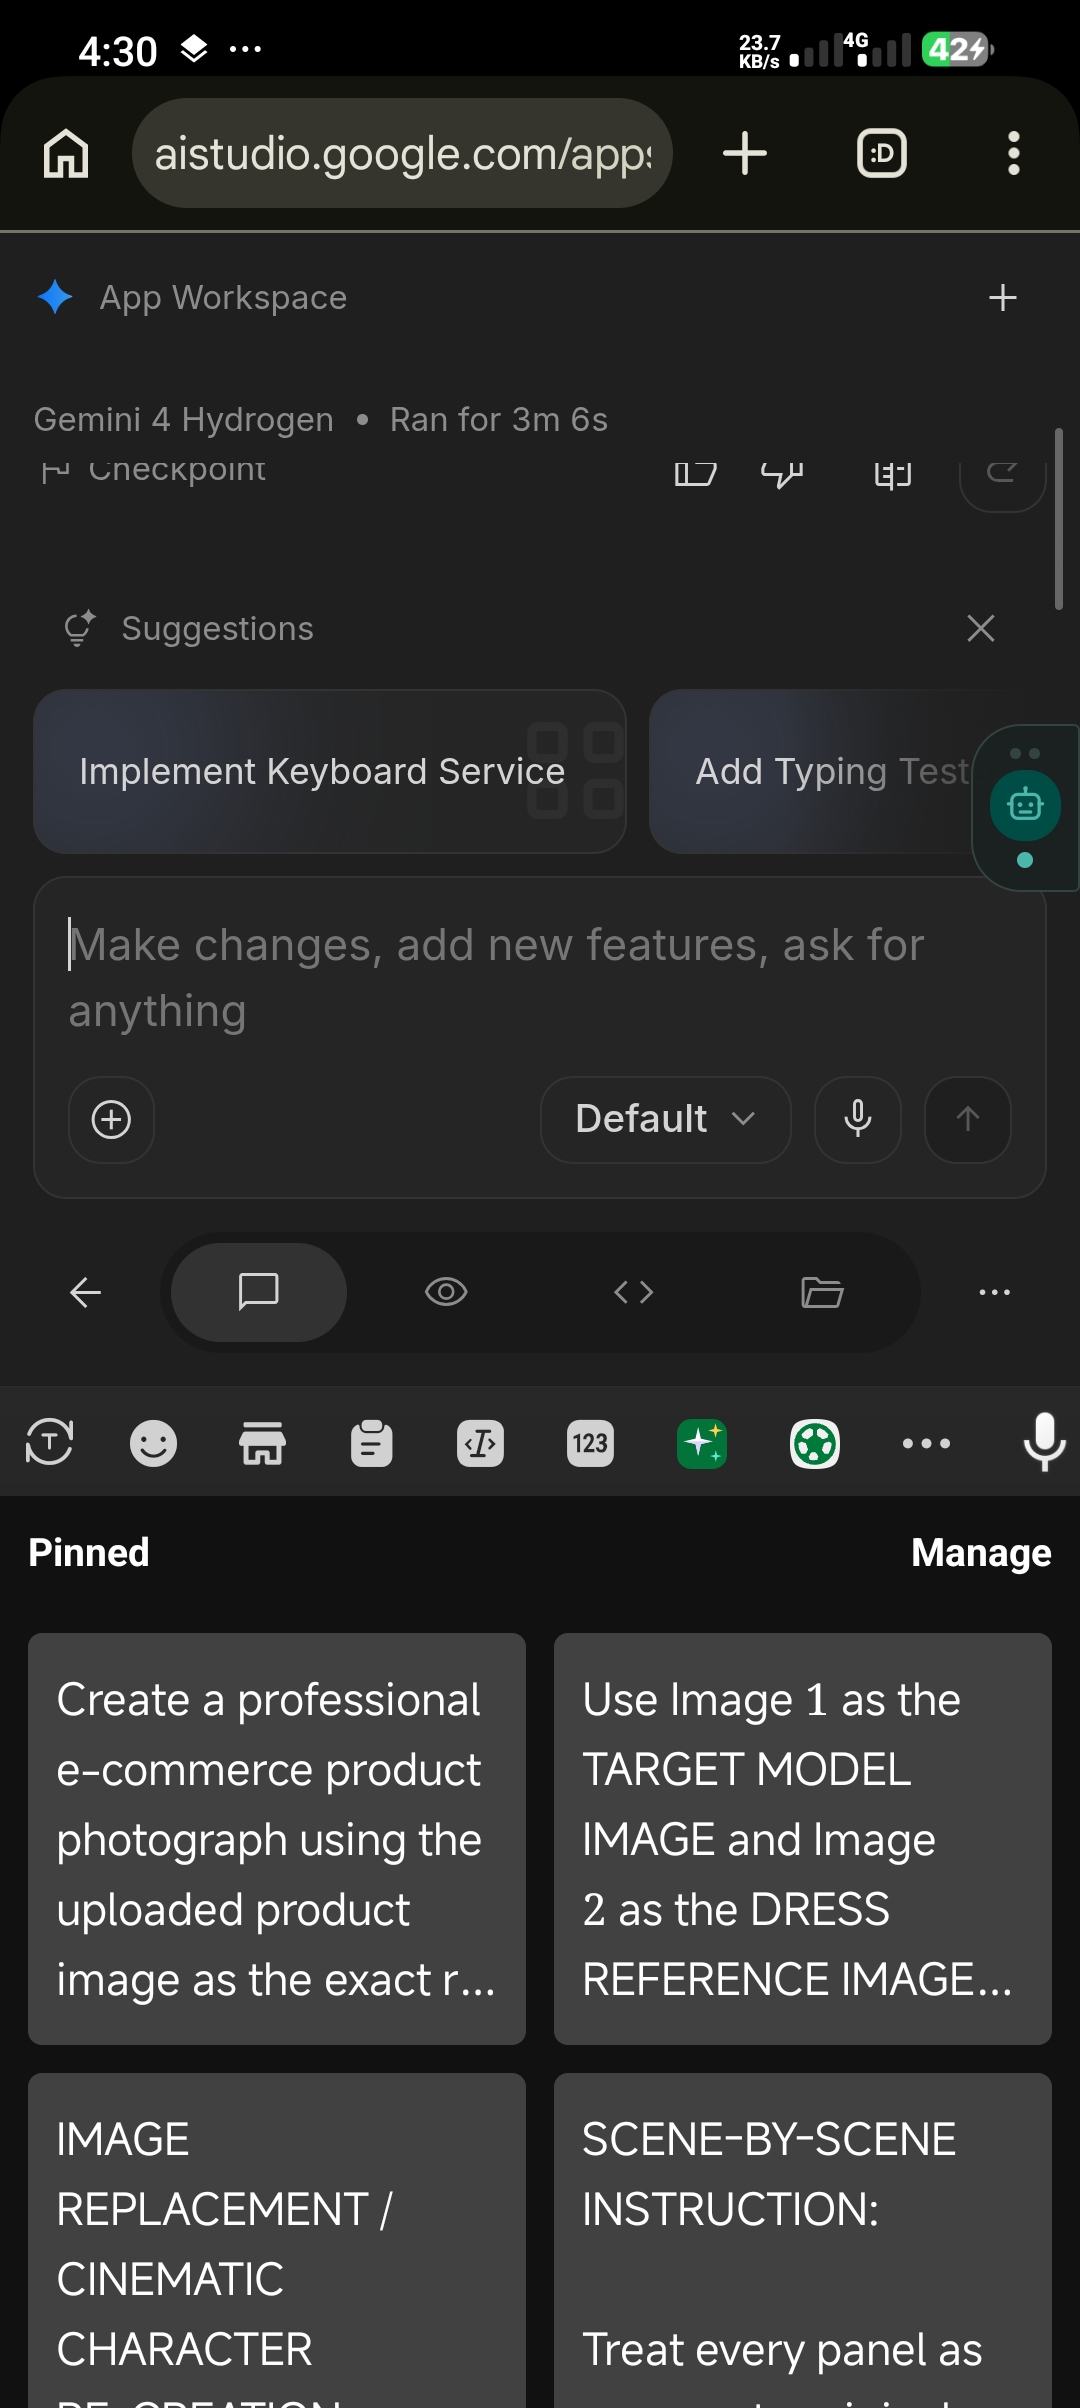 4:30
23.7
KB/s
4G
42
aistudio.google.com/apps
:D
App Workspace
Gemini 4 Hydrogen • Ran for 3m 6s
Checkpoint
Suggestions
Implement Keyboard Service
Add Typing Test
Make changes, add new features, ask for
anything
Default
T
123
Pinned
Manage
Create a professional
e-commerce product
photograph using the
uploaded product
image as the exact r...
Use Image 1 as the
TARGET MODEL
IMAGE and Image
2 as the DRESS
REFERENCE IMAGE...
IMAGE
REPLACEMENT /
CINEMATIC
CHARACTER
RE-CREATION
SCENE-BY-SCENE
INSTRUCTION:
Treat every panel as